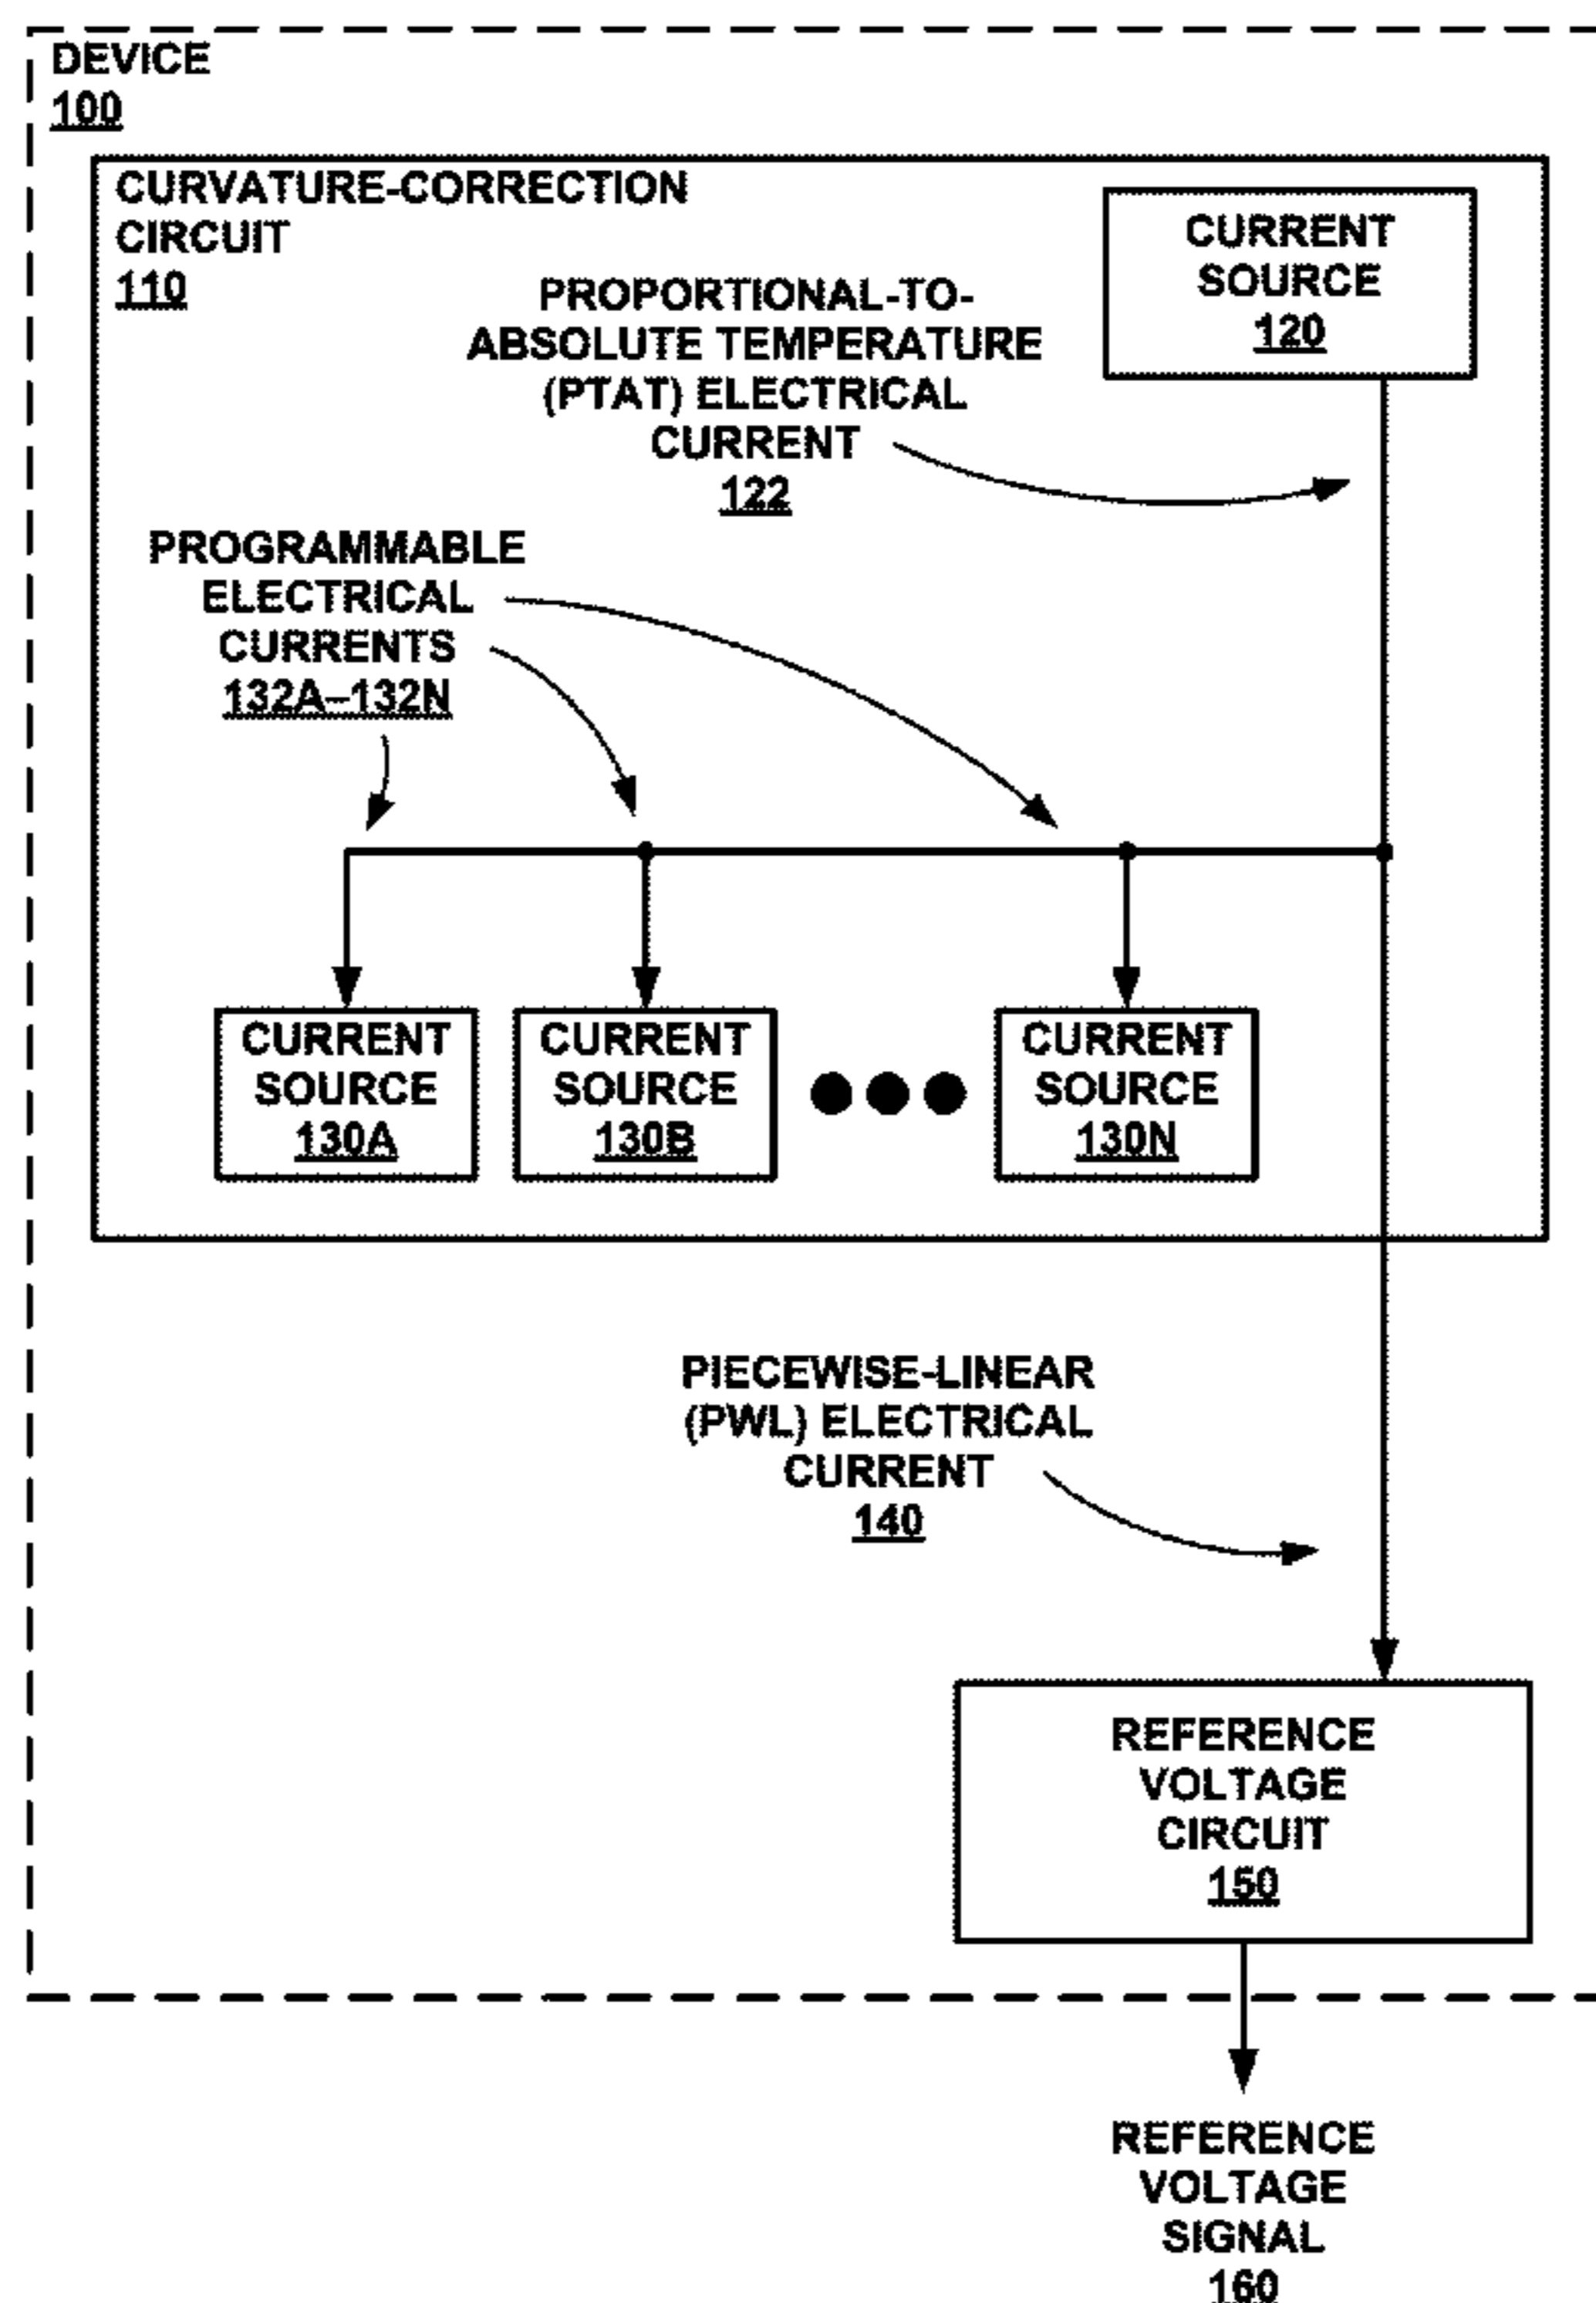 DEVICE
100
CURVATURE-CORRECTION
CIRCUIT
110
CURRENT
SOURCE
120
PROPORTIONAL-TO-
ABSOLUTE TEMPERATURE
(PTAT) ELECTRICAL
CURRENT
122
PROGRAMMABLE
ELECTRICAL
CURRENTS
132A–132N
CURRENT
SOURCE
130A
CURRENT
SOURCE
130B
CURRENT
SOURCE
130N
PIECEWISE-LINEAR
(PWL) ELECTRICAL
CURRENT
140
REFERENCE
VOLTAGE
CIRCUIT
150
REFERENCE
VOLTAGE
SIGNAL
160